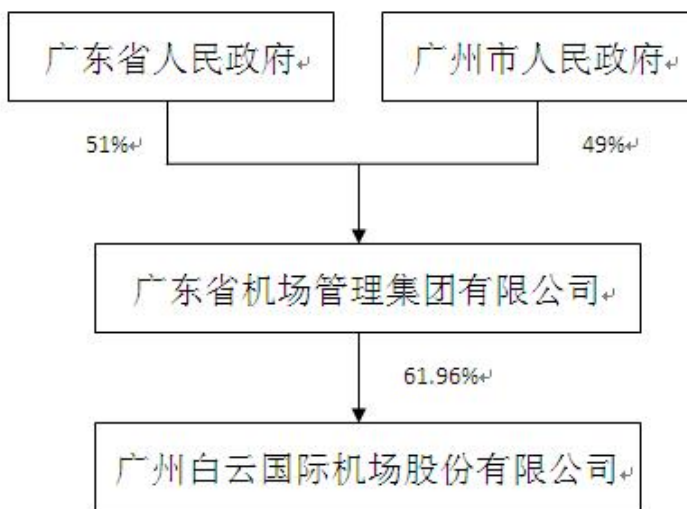 广东省人民政府
广州市人民政府
51%
49%
广东省机场管理集团有限公司
61.96%
广州白云国际机场股份有限公司